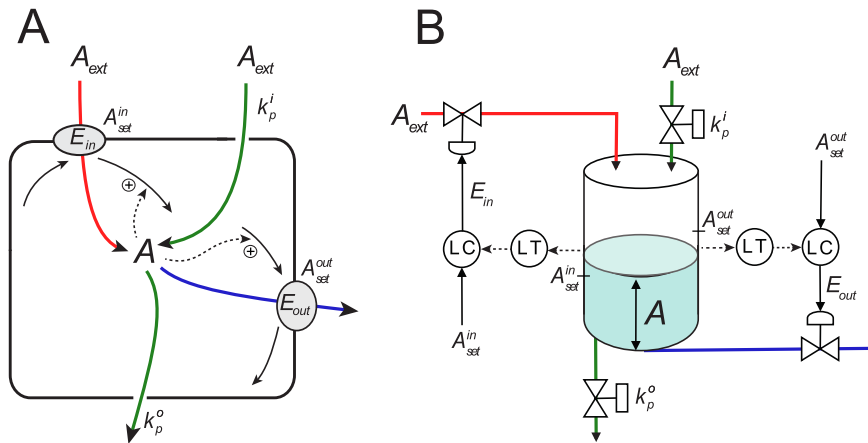 A
A_ext
A_ext
k_p^i
A_set^in
E_in
⊕
A
⊕
A_set^out
E_out
k_p^o
B
A_ext
A_ext
k_p^i
A_set^out
E_in
A_set^out
LC
LT
LT
LC
A_set^in
A
E_out
A_set^in
k_p^o